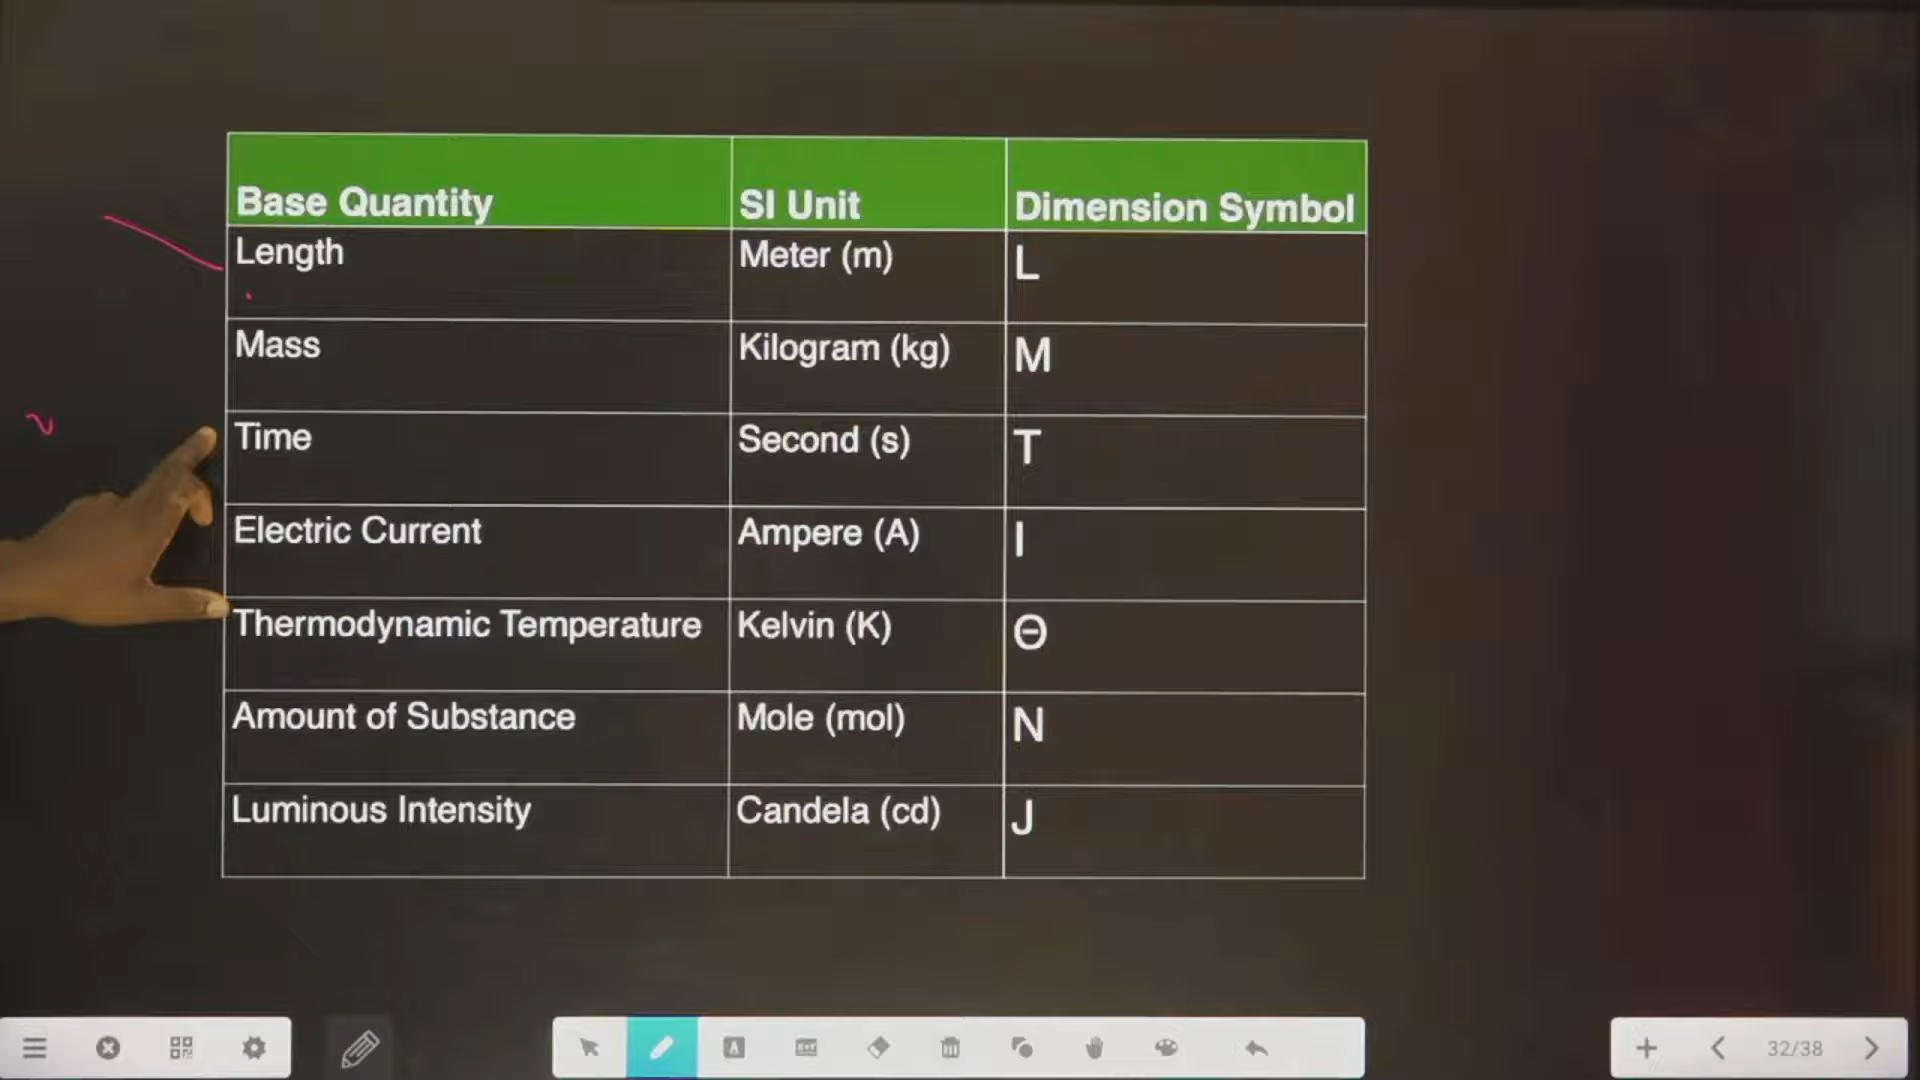 Base Quantity SI Unit Dimension Symbol
Length Meter (m) L
Mass Kilogram (kg) M
Time Second (s) T
Electric Current Ampere (A) I
Thermodynamic Temperature Kelvin (K) Θ
Amount of Substance Mole (mol) N
Luminous Intensity Candela (cd) J
32/38